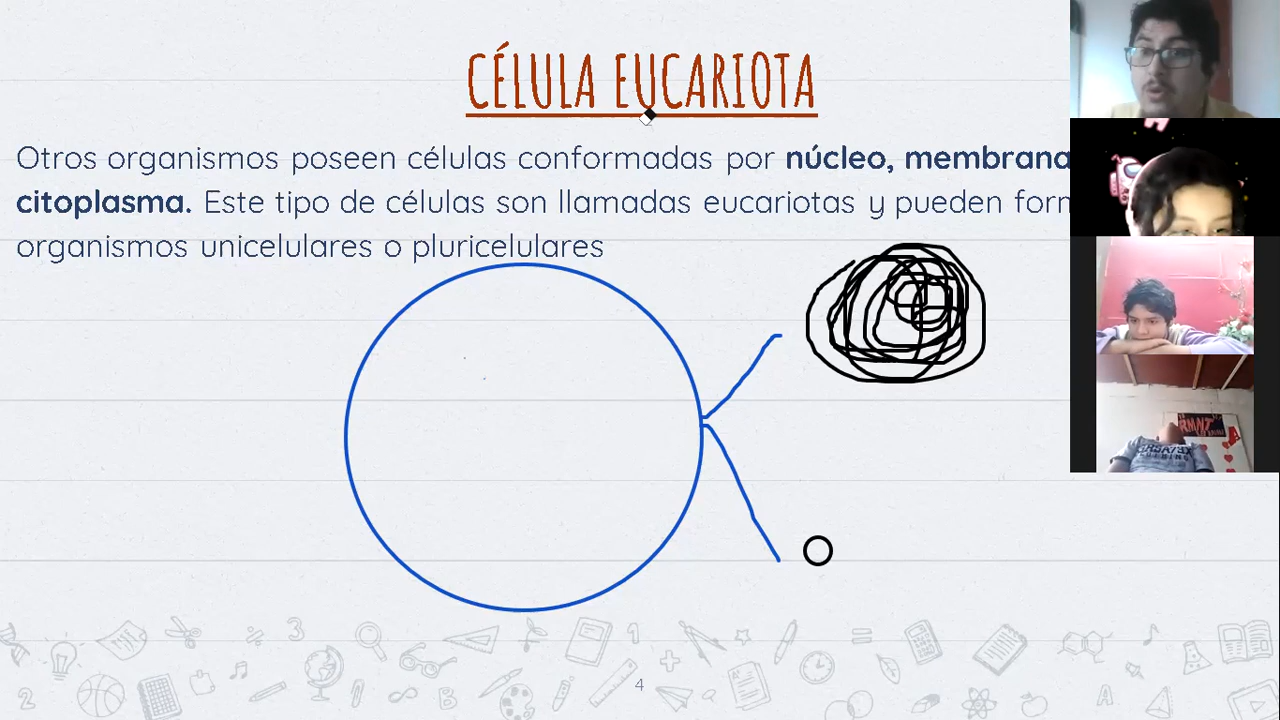 CÉLULA EUCARIOTA
Otros organismos poseen células conformadas por núcleo, membrana
citoplasma. Este tipo de células son llamadas eucariotas y pueden
organismos unicelulares o pluricelulares
RMNT
4